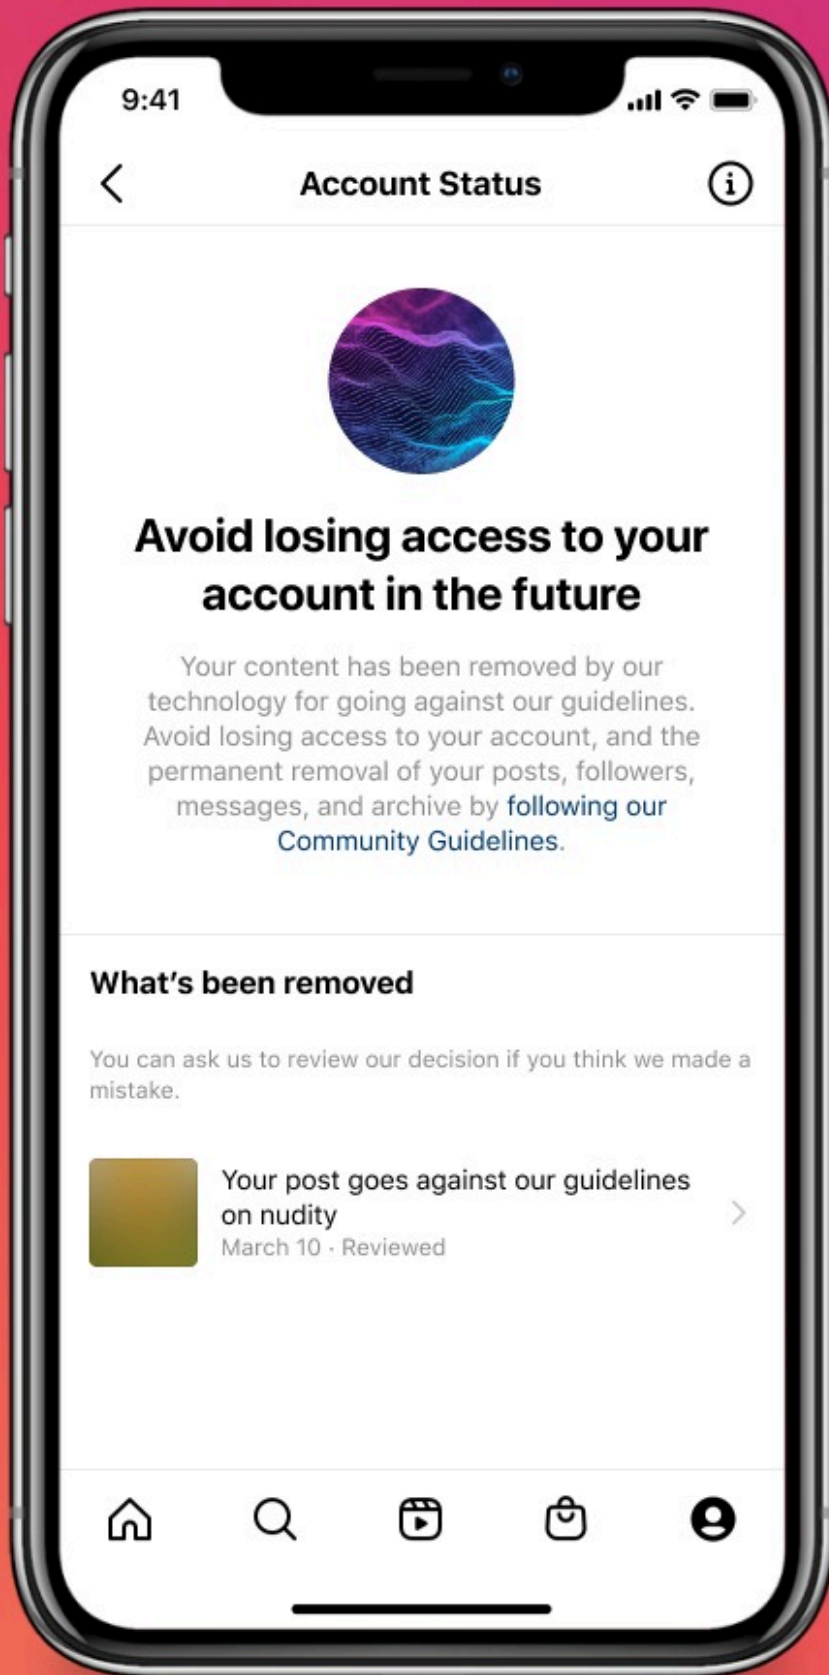 9:41
Account Status
Avoid losing access to your
account in the future
Your content has been removed by our
technology for going against our guidelines.
Avoid losing access to your account, and the
permanent removal of your posts, followers,
messages, and archive by following our
Community Guidelines.
What's been removed
You can ask us to review our decision if you think we made a
mistake.
Your post goes against our guidelines
on nudity
March 10 · Reviewed